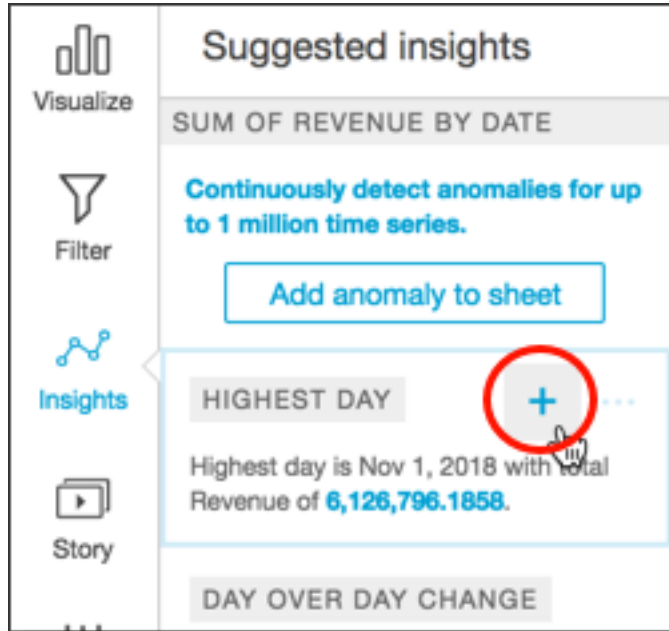 Suggested insights
Visualize
SUM OF REVENUE BY DATE
Continuously detect anomalies for up
to 1 million time series.
Filter
Add anomaly to sheet
Insights
HIGHEST DAY
+
Highest day is Nov 1, 2018 with total
Revenue of 6,126,796.1858.
Story
DAY OVER DAY CHANGE